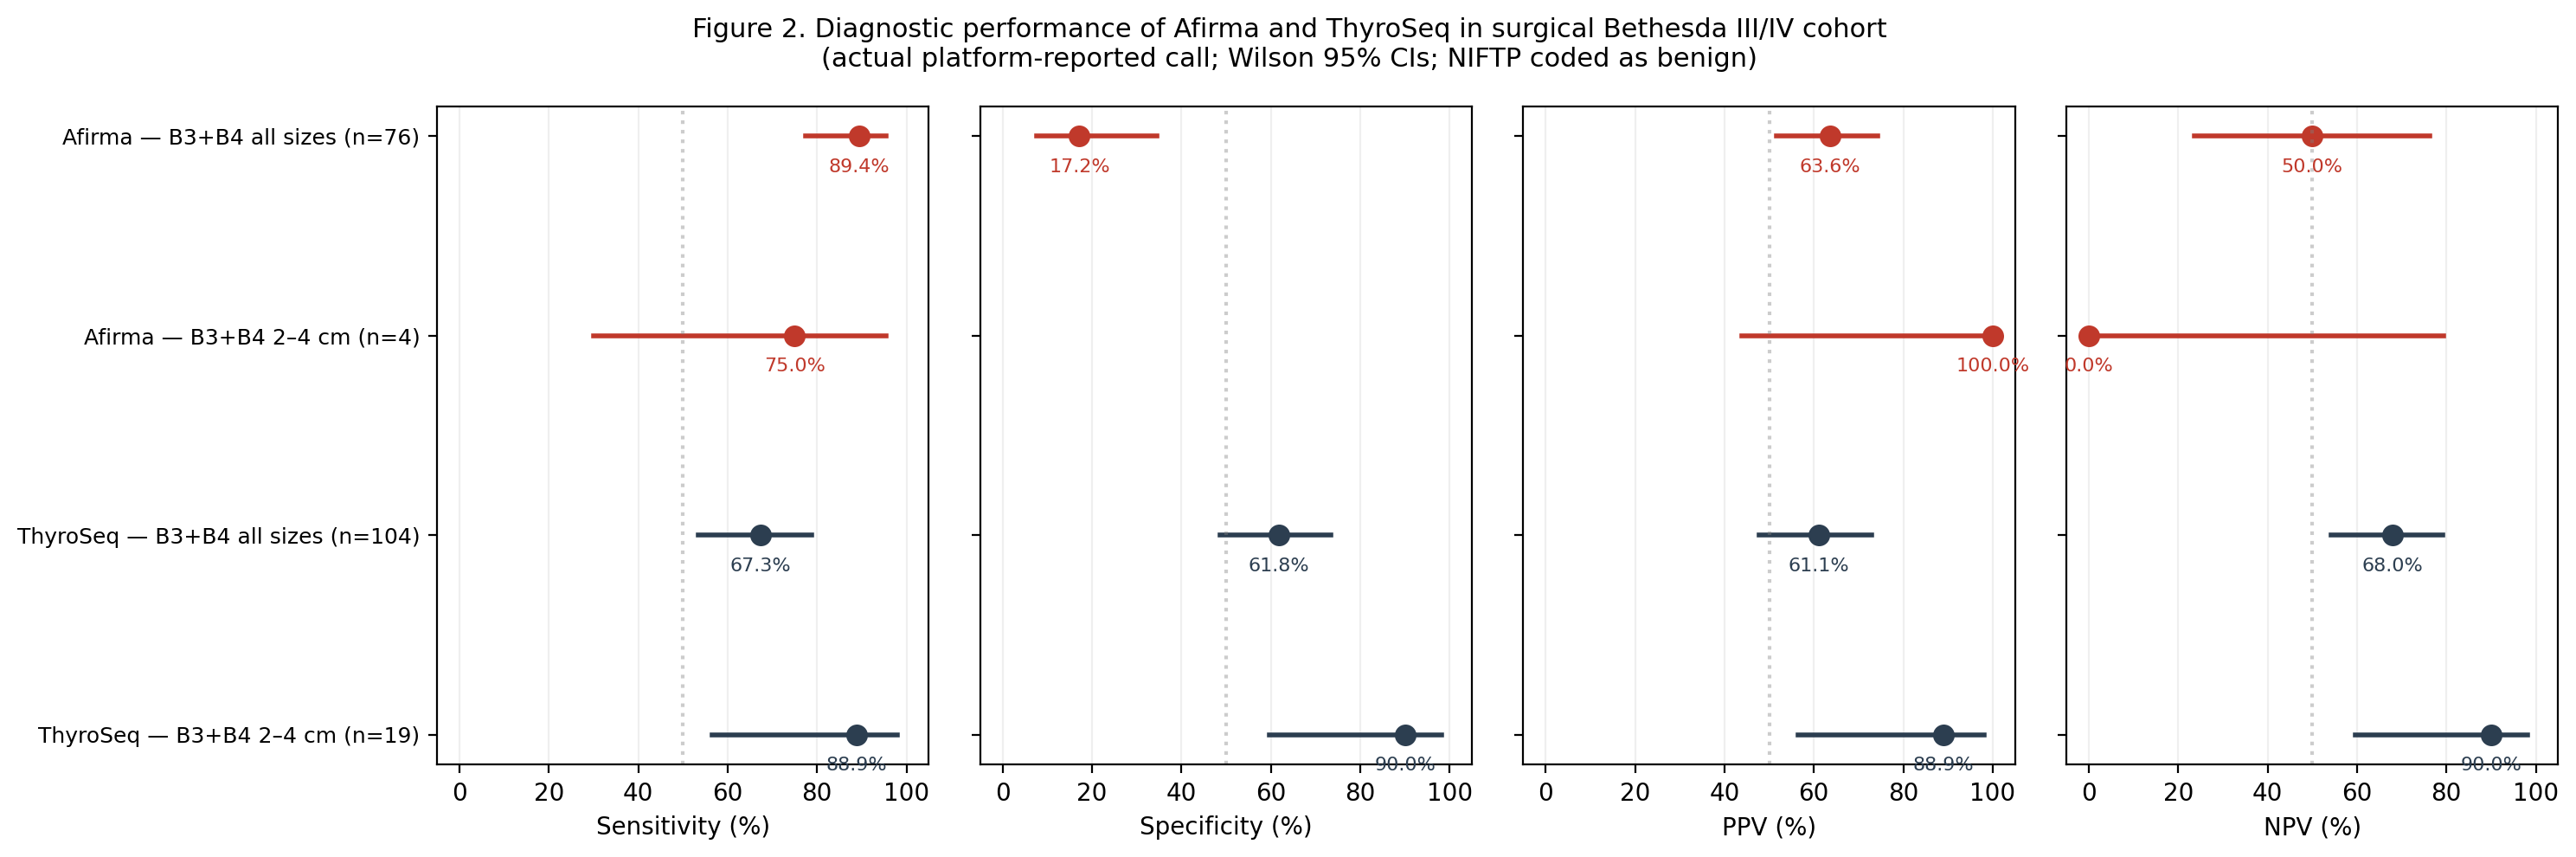 Figure 2. Diagnostic performance of Afirma and ThyroSeq in surgical Bethesda III/IV cohort
(actual platform-reported call; Wilson 95% CIs; NIFTP coded as benign)
Afirma — B3+B4 all sizes (n=76)
89.4%
17.2%
63.6%
50.0%
Afirma — B3+B4 2–4 cm (n=4)
75.0%
100.0%
0.0%
ThyroSeq — B3+B4 all sizes (n=104)
67.3%
61.8%
61.1%
68.0%
ThyroSeq — B3+B4 2–4 cm (n=19)
88.9%
90.0%
88.9%
90.0%
0 20 40 60 80 100
0 20 40 60 80 100
0 20 40 60 80 100
0 20 40 60 80 100
Sensitivity (%)
Specificity (%)
PPV (%)
NPV (%)